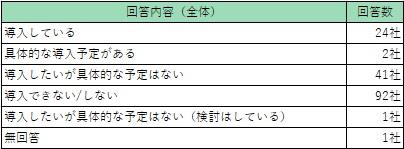 回答内容（全体） 回答数
導入している 24社
具体的な導入予定がある 2社
導入したいが具体的な予定はない 41社
導入できない/しない 92社
導入したいが具体的な予定はない（検討はしている） 1社
無回答 1社